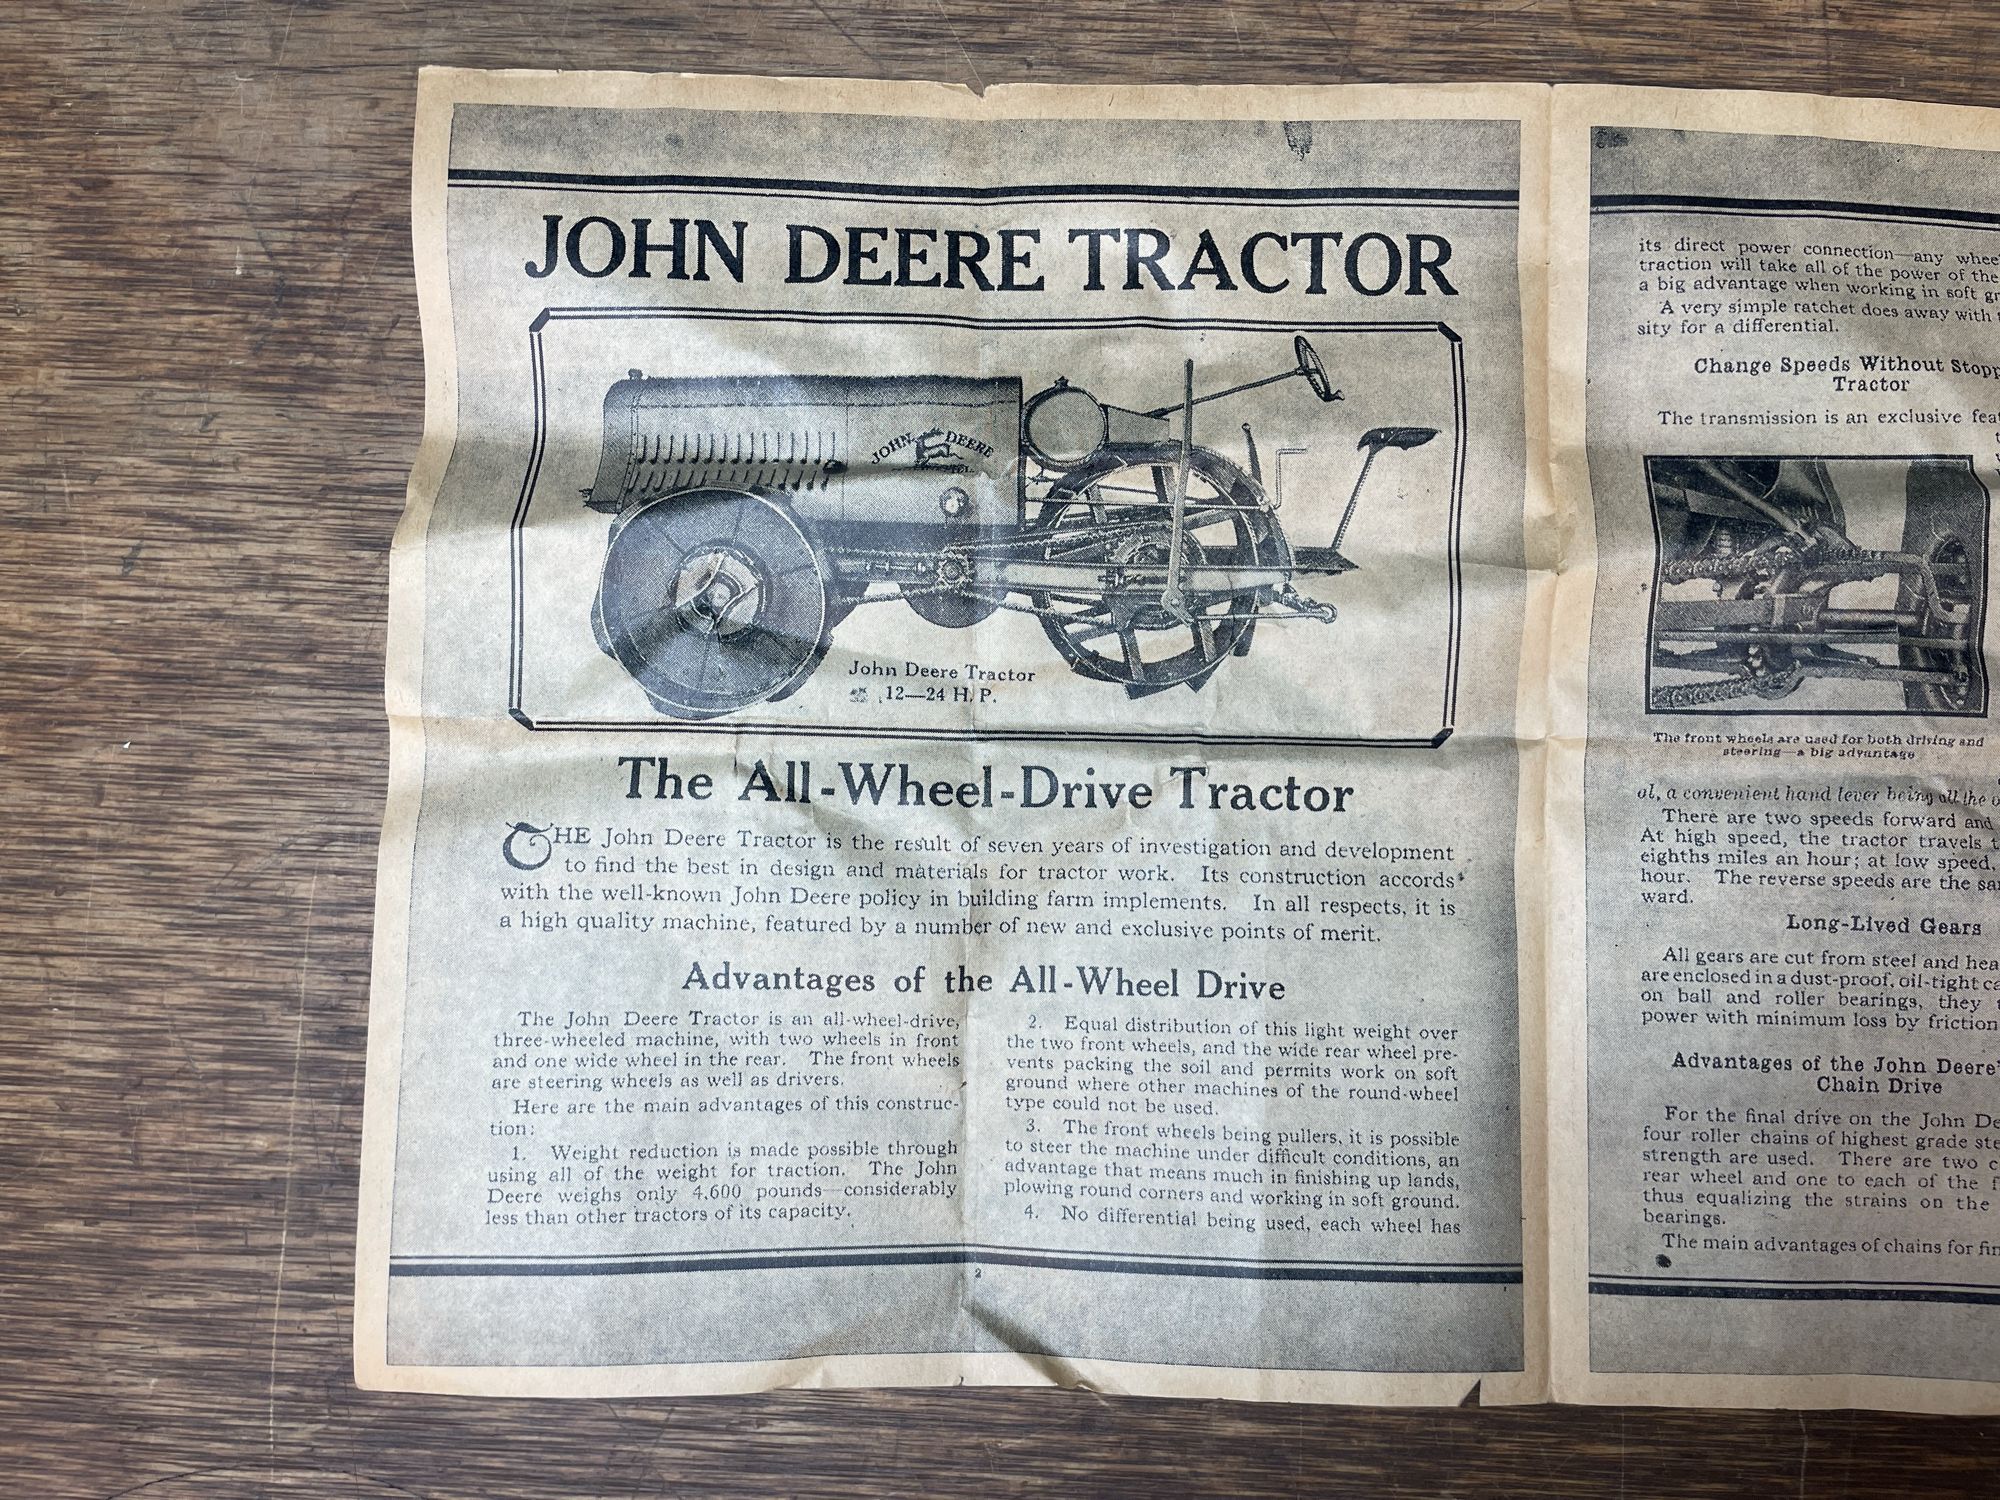 JOHN DEERE TRACTOR
JOHN DEERE
John Deere Tractor
12—24 H. P.
The All-Wheel-Drive Tractor
THE John Deere Tractor is the result of seven years of investigation and development
to find the best in design and materials for tractor work. Its construction accords
with the well-known John Deere policy in building farm implements. In all respects, it is
a high quality machine, featured by a number of new and exclusive points of merit.
Advantages of the All-Wheel Drive
The John Deere Tractor is an all-wheel-drive,
three-wheeled machine, with two wheels in front
and one wide wheel in the rear. The front wheels
are steering wheels as well as drivers.
Here are the main advantages of this construc-
tion:
1. Weight reduction is made possible through
using all of the weight for traction. The John
Deere weighs only 4,600 pounds—considerably
less than other tractors of its capacity.
2. Equal distribution of this light weight over
the two front wheels, and the wide rear wheel pre-
vents packing the soil and permits work on soft
ground where other machines of the round-wheel
type could not be used.
3. The front wheels being pullers, it is possible
to steer the machine under difficult conditions, an
advantage that means much in finishing up lands,
plowing round corners and working in soft ground.
4. No differential being used, each wheel has
2
its direct power connection—any whee
traction will take all of the power of the
a big advantage when working in soft gr
A very simple ratchet does away with
sity for a differential.
Change Speeds Without Stopp
Tractor
The transmission is an exclusive fea
The front wheels are used for both driving and
steering—a big advantage
ol, a convenient hand lever being all the
There are two speeds forward and
At high speed, the tractor travels t
eighths miles an hour; at low speed,
hour. The reverse speeds are the sa
ward.
Long-Lived Gears
All gears are cut from steel and hea
are enclosed in a dust-proof, oil-tight ca
on ball and roller bearings, they
power with minimum loss by friction
Advantages of the John Deere
Chain Drive
For the final drive on the John De
four roller chains of highest grade ste
strength are used. There are two c
rear wheel and one to each of the f
thus equalizing the strains on the
bearings.
The main advantages of chains for fin